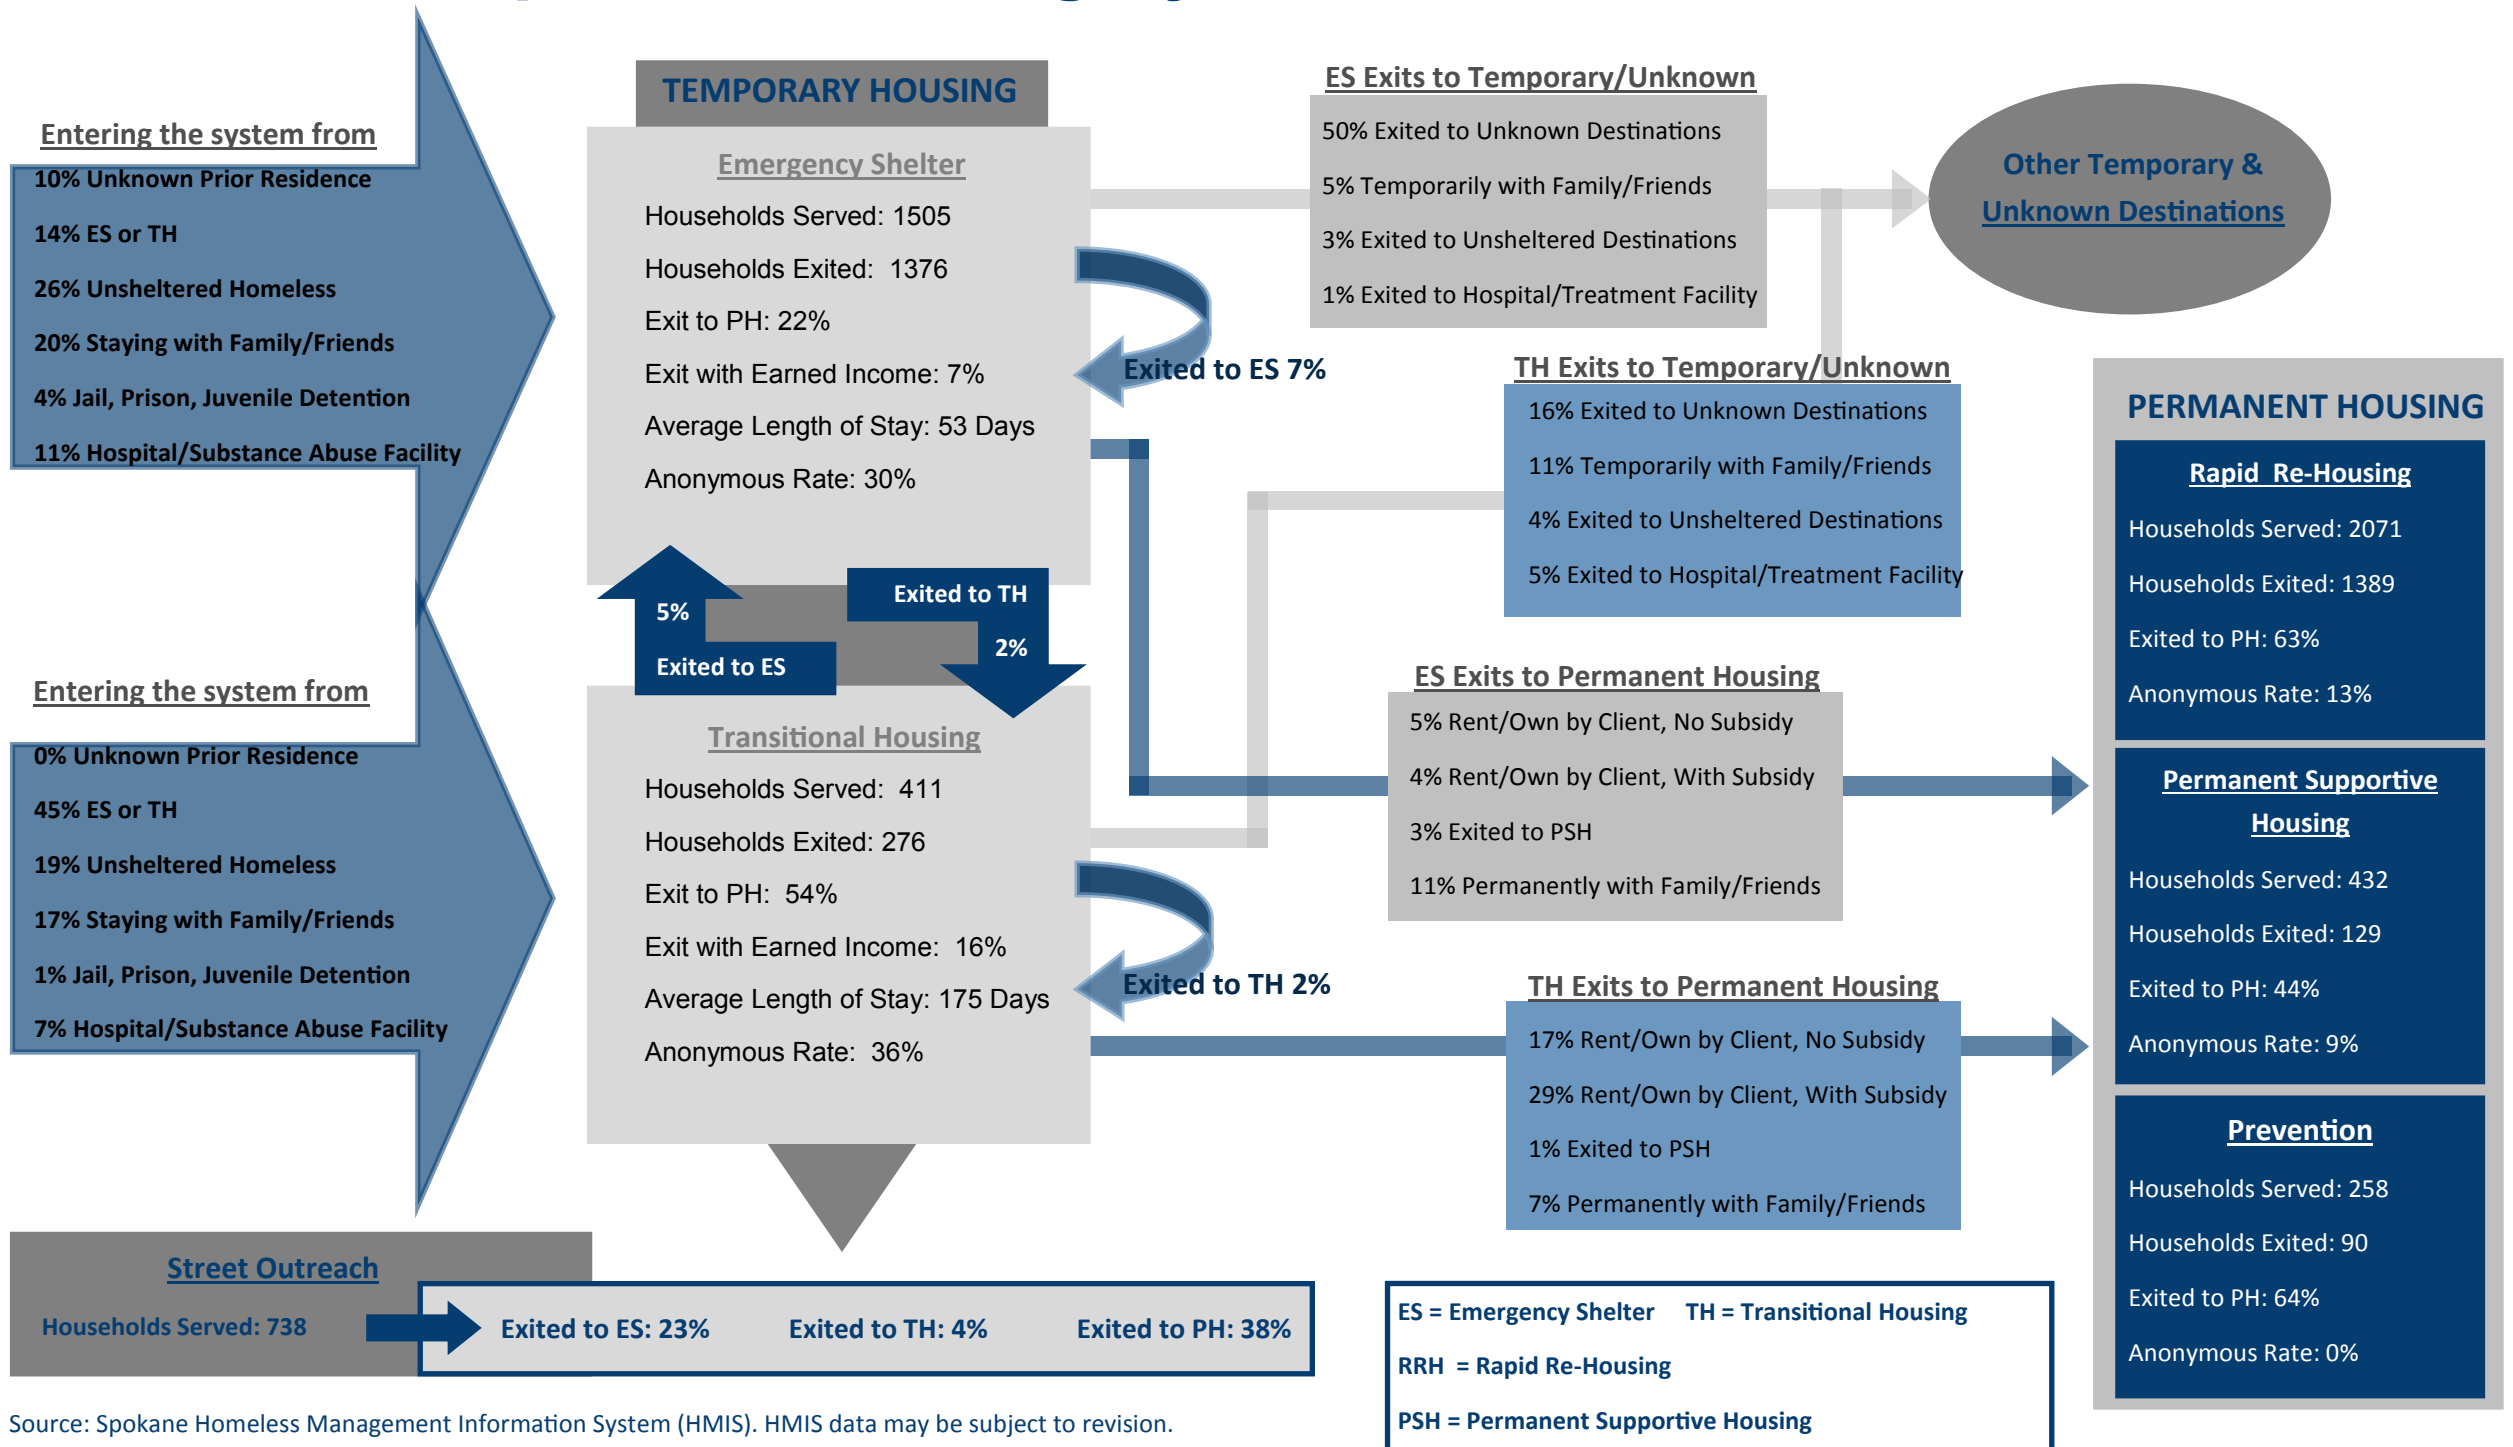 TEMPORARY HOUSING
Entering the system from
10% Unknown Prior Residence
14% ES or TH
26% Unsheltered Homeless
20% Staying with Family/Friends
4% Jail, Prison, Juvenile Detention
11% Hospital/Substance Abuse Facility
Emergency Shelter
Households Served: 1505
Households Exited: 1376
Exit to PH: 22%
Exit with Earned Income: 7%
Average Length of Stay: 53 Days
Anonymous Rate: 30%
Exited to ES 7%
ES Exits to Temporary/Unknown
50% Exited to Unknown Destinations
5% Temporarily with Family/Friends
3% Exited to Unsheltered Destinations
1% Exited to Hospital/Treatment Facility
Other Temporary &
Unknown Destinations
TH Exits to Temporary/Unknown
16% Exited to Unknown Destinations
11% Temporarily with Family/Friends
4% Exited to Unsheltered Destinations
5% Exited to Hospital/Treatment Facility
5%
Exited to ES
Exited to TH
2%
Entering the system from
0% Unknown Prior Residence
45% ES or TH
19% Unsheltered Homeless
17% Staying with Family/Friends
1% Jail, Prison, Juvenile Detention
7% Hospital/Substance Abuse Facility
Transitional Housing
Households Served: 411
Households Exited: 276
Exit to PH: 54%
Exit with Earned Income: 16%
Average Length of Stay: 175 Days
Anonymous Rate: 36%
Exited to TH 2%
ES Exits to Permanent Housing
5% Rent/Own by Client, No Subsidy
4% Rent/Own by Client, With Subsidy
3% Exited to PSH
11% Permanently with Family/Friends
TH Exits to Permanent Housing
17% Rent/Own by Client, No Subsidy
29% Rent/Own by Client, With Subsidy
1% Exited to PSH
7% Permanently with Family/Friends
PERMANENT HOUSING
Rapid Re-Housing
Households Served: 2071
Households Exited: 1389
Exited to PH: 63%
Anonymous Rate: 13%
Permanent Supportive
Housing
Households Served: 432
Households Exited: 129
Exited to PH: 44%
Anonymous Rate: 9%
Prevention
Households Served: 258
Households Exited: 90
Exited to PH: 64%
Anonymous Rate: 0%
Street Outreach
Households Served: 738
Exited to ES: 23%
Exited to TH: 4%
Exited to PH: 38%
ES = Emergency Shelter TH = Transitional Housing
RRH = Rapid Re-Housing
PSH = Permanent Supportive Housing
Source: Spokane Homeless Management Information System (HMIS). HMIS data may be subject to revision.